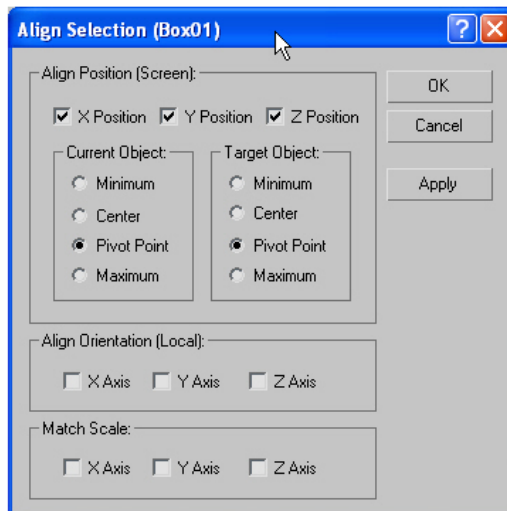 Align Selection (Box01)
?
Align Position (Screen):
X Position Y Position Z Position
Current Object:
Minimum
Center
Pivot Point
Maximum
Target Object:
Minimum
Center
Pivot Point
Maximum
Align Orientation (Local):
X Axis Y Axis Z Axis
Match Scale:
X Axis Y Axis Z Axis
OK
Cancel
Apply